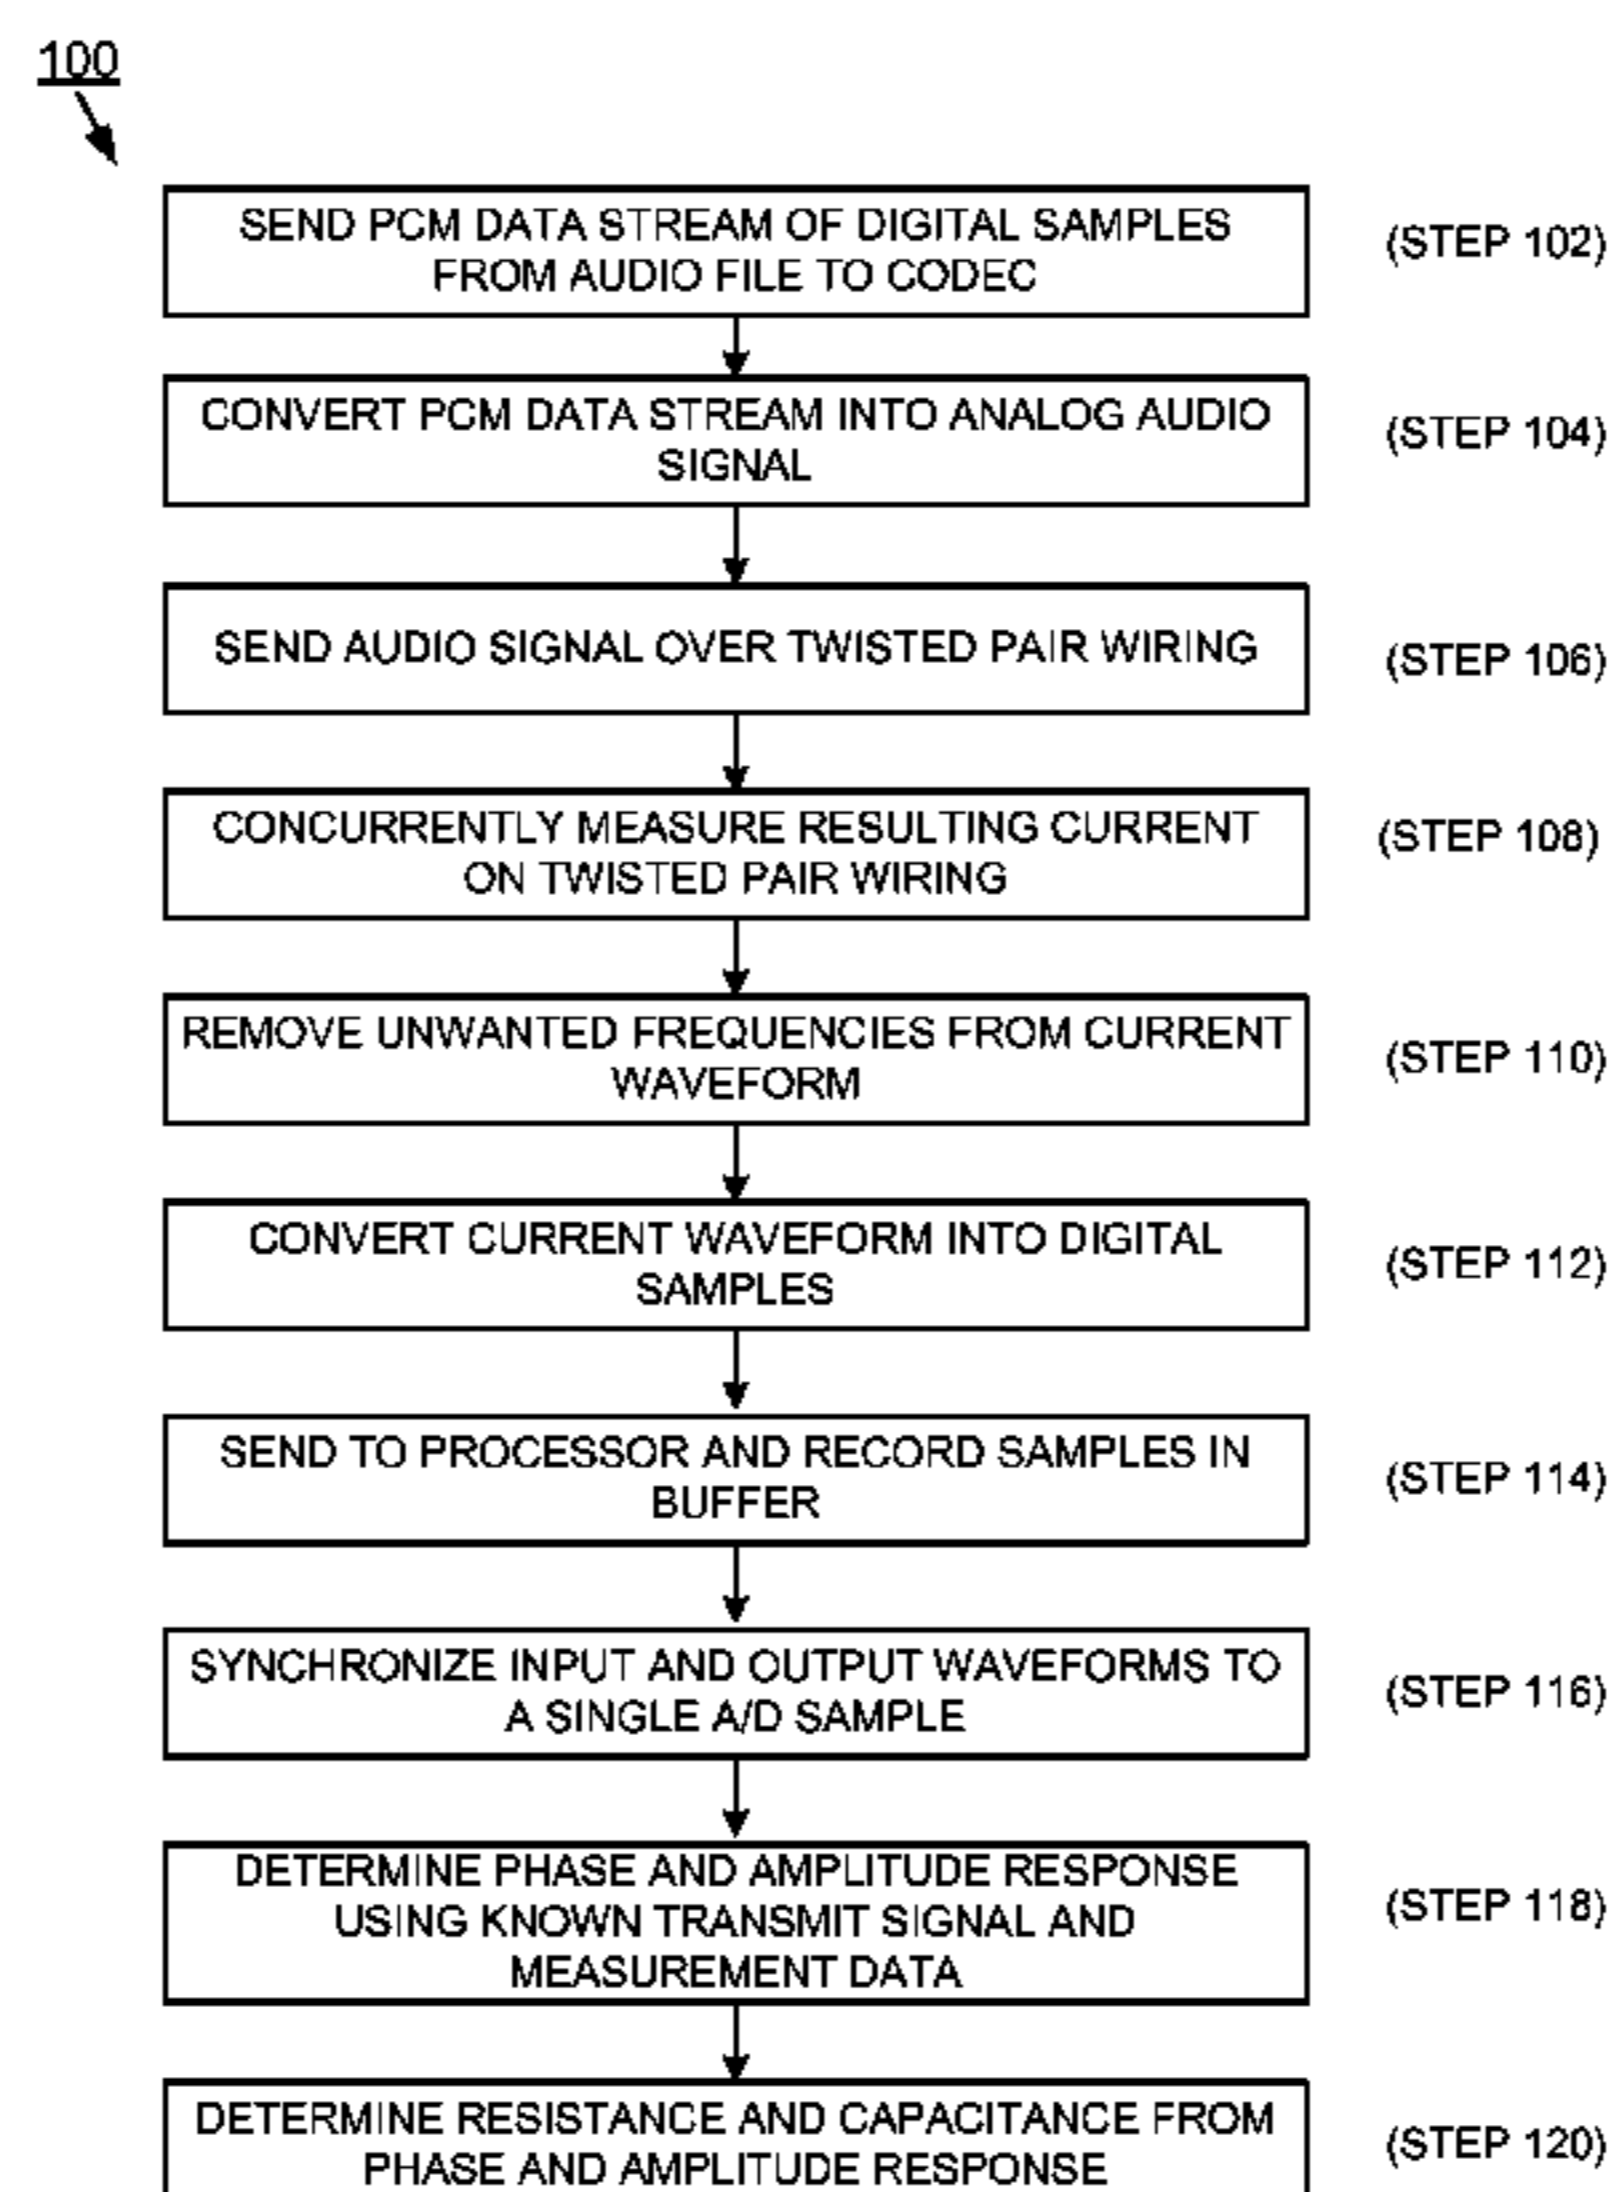 100
SEND PCM DATA STREAM OF DIGITAL SAMPLES
FROM AUDIO FILE TO CODEC
(STEP 102)
CONVERT PCM DATA STREAM INTO ANALOG AUDIO
SIGNAL
(STEP 104)
SEND AUDIO SIGNAL OVER TWISTED PAIR WIRING
(STEP 106)
CONCURRENTLY MEASURE RESULTING CURRENT
ON TWISTED PAIR WIRING
(STEP 108)
REMOVE UNWANTED FREQUENCIES FROM CURRENT
WAVEFORM
(STEP 110)
CONVERT CURRENT WAVEFORM INTO DIGITAL
SAMPLES
(STEP 112)
SEND TO PROCESSOR AND RECORD SAMPLES IN
BUFFER
(STEP 114)
SYNCHRONIZE INPUT AND OUTPUT WAVEFORMS TO
A SINGLE A/D SAMPLE
(STEP 116)
DETERMINE PHASE AND AMPLITUDE RESPONSE
USING KNOWN TRANSMIT SIGNAL AND
MEASUREMENT DATA
(STEP 118)
DETERMINE RESISTANCE AND CAPACITANCE FROM
PHASE AND AMPLITUDE RESPONSE
(STEP 120)